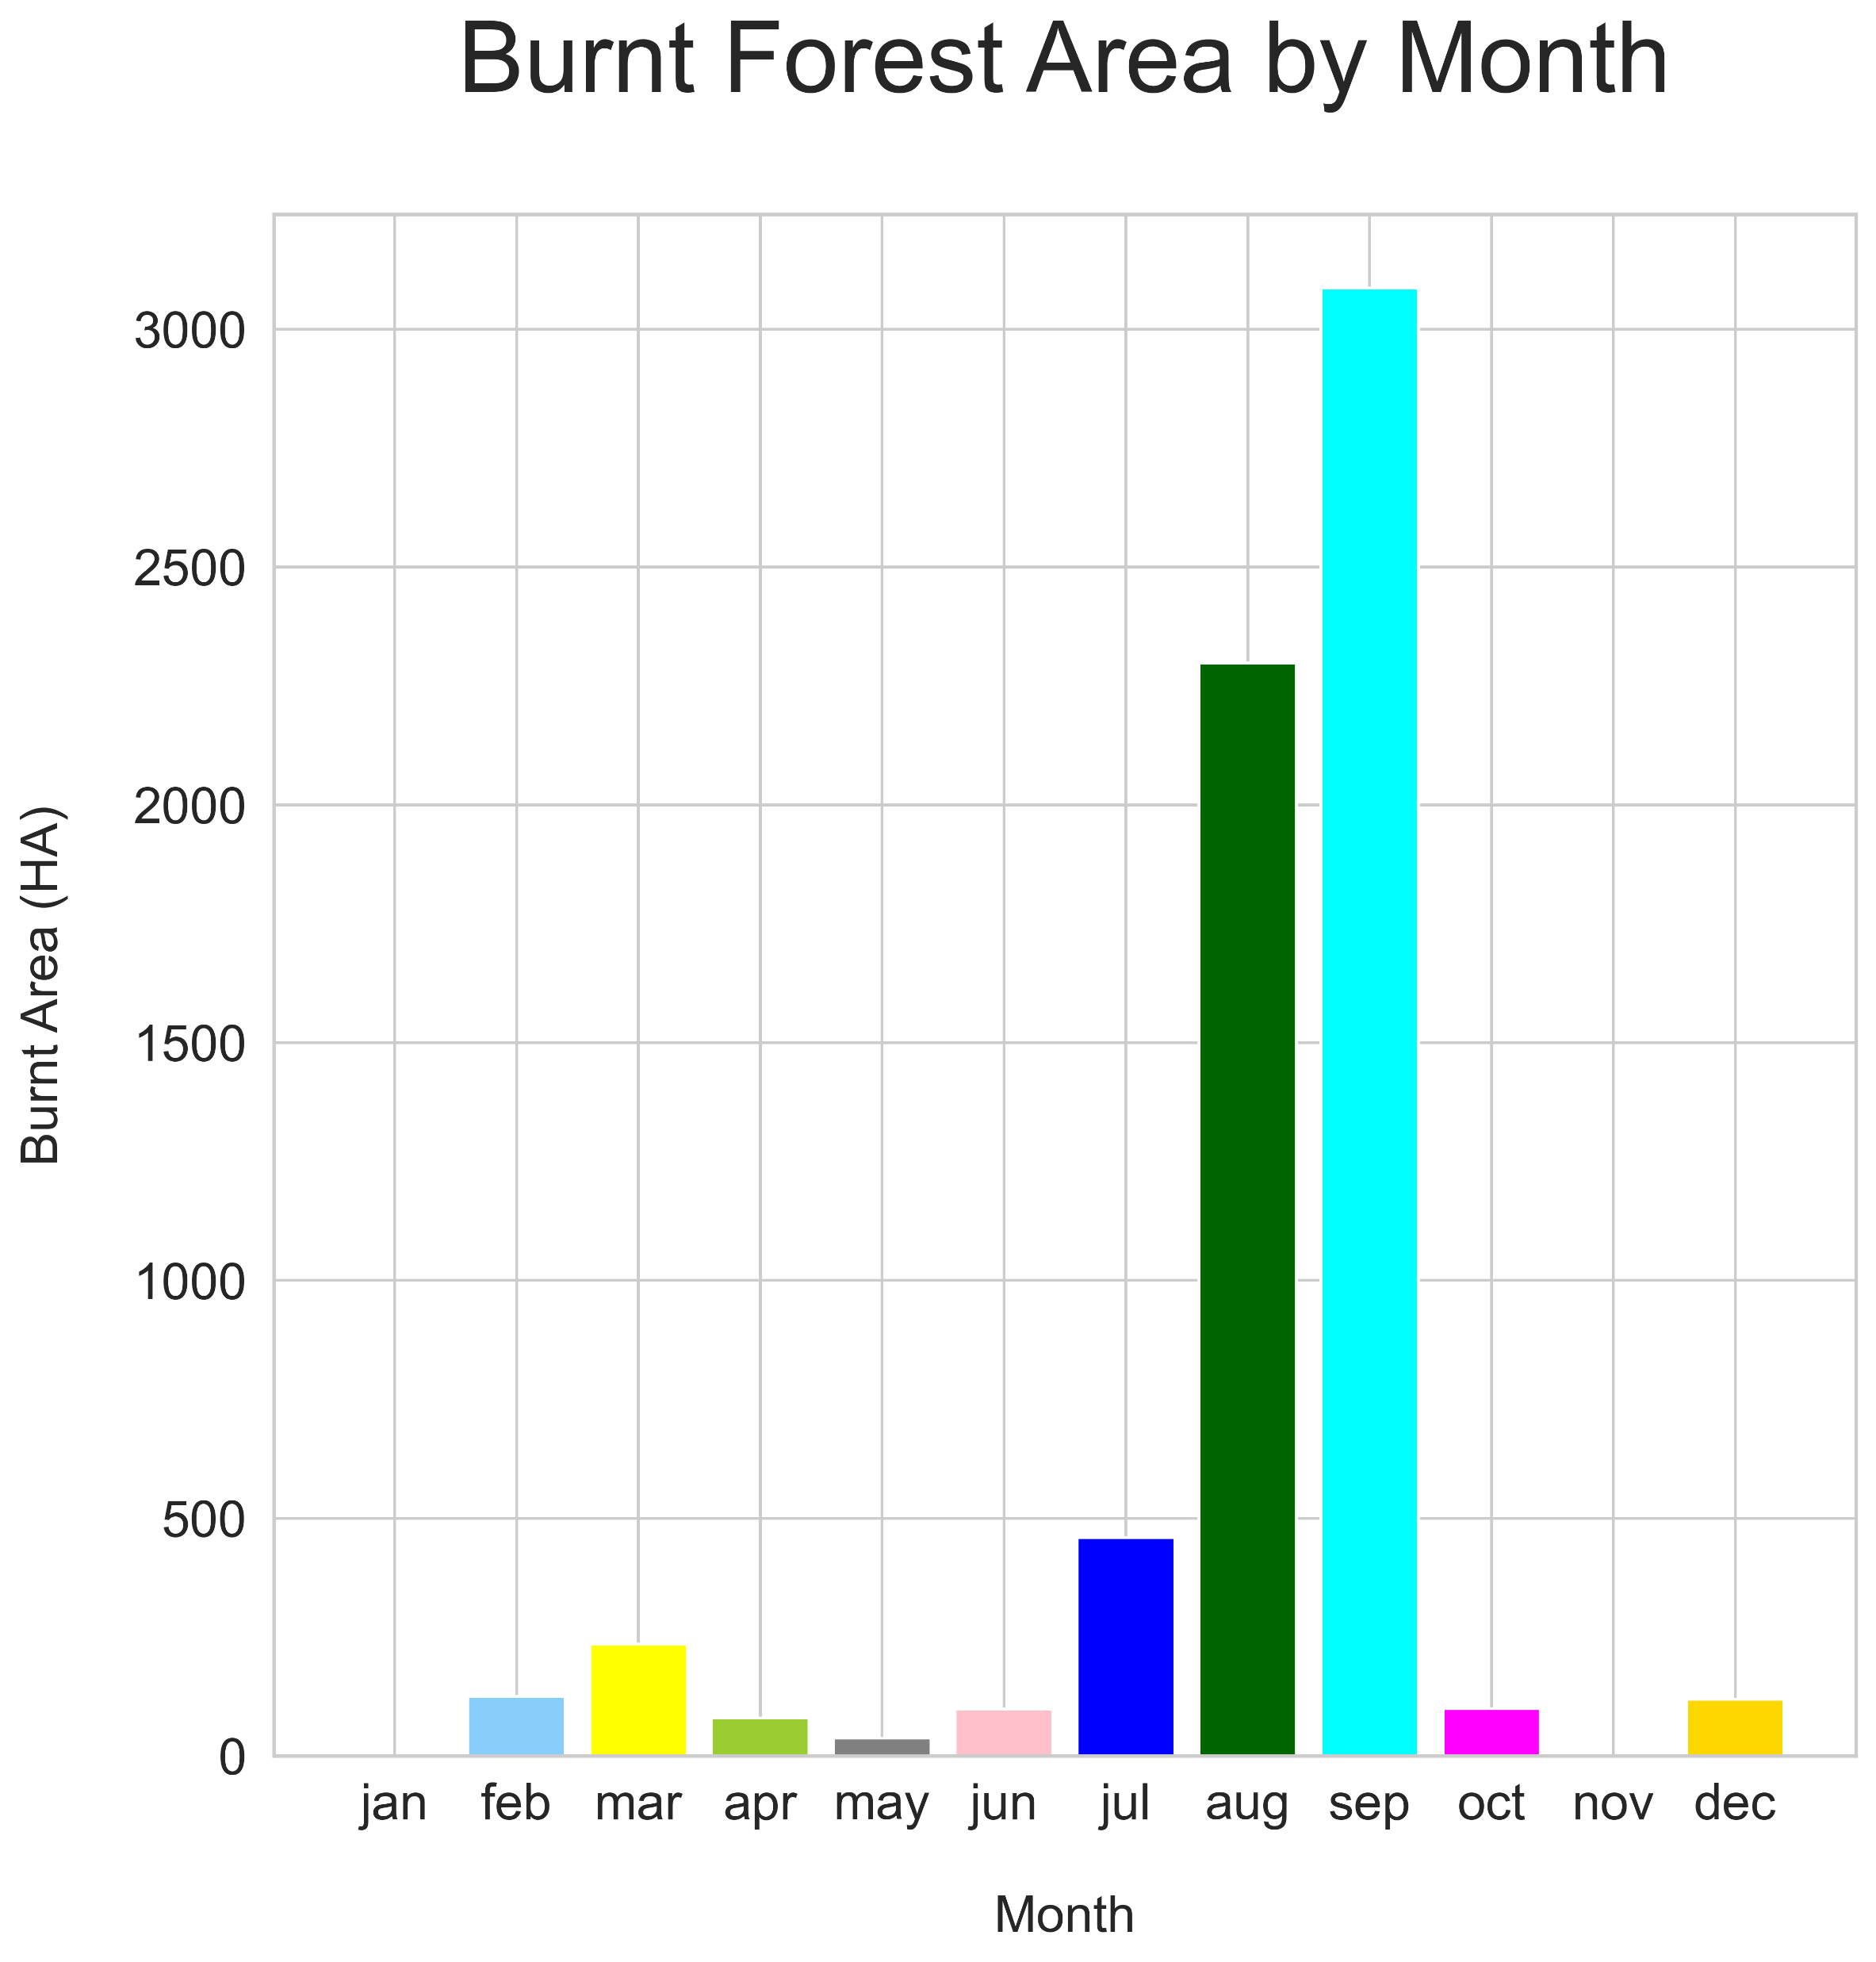 Burnt Forest Area by Month
Burnt Area (HA)
3000
2500
2000
1500
1000
500
0
jan feb mar apr may jun jul aug sep oct nov dec
Month